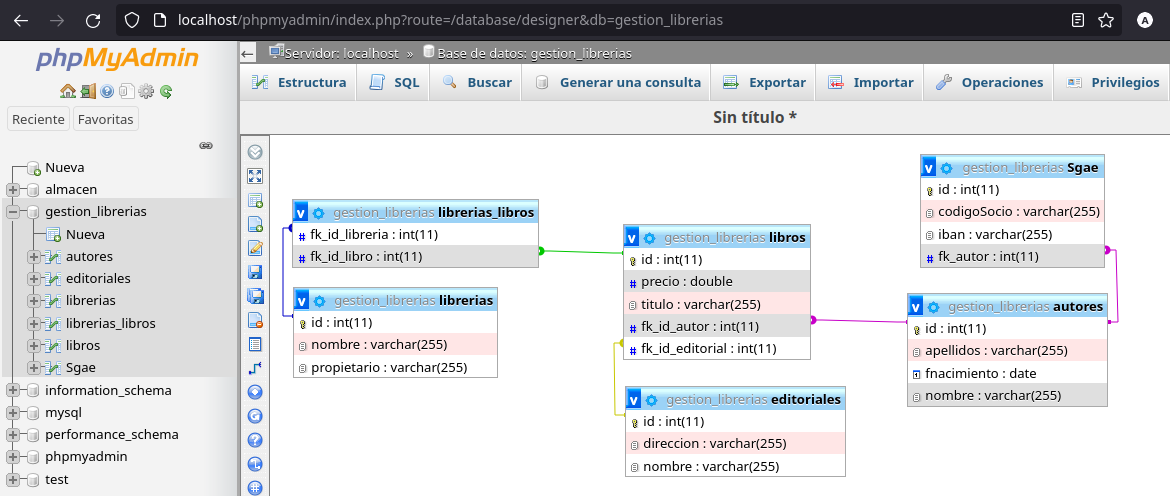 localhost/phpmyadmin/index.php?route=/database/designer&db=gestion_librerias
A
phpMyAdmin
Reciente Favoritas
Nueva
almacen
gestion_librerias
Nueva
autores
editoriales
librerias
librerias_libros
libros
Sgae
information_schema
mysql
performance_schema
phpmyadmin
test
Servidor: localhost » Base de datos: gestion_librerias
Estructura SQL Buscar Generar una consulta Exportar Importar Operaciones Privilegios
Sin título *
v gestion_librerias librerias_libros
# fk_id_libreria : int(11)
# fk_id_libro : int(11)
v gestion_librerias librerias
id : int(11)
nombre : varchar(255)
propietario : varchar(255)
v gestion_librerias libros
id : int(11)
# precio : double
titulo : varchar(255)
# fk_id_autor : int(11)
# fk_id_editorial : int(11)
v gestion_librerias editoriales
id : int(11)
direccion : varchar(255)
nombre : varchar(255)
v gestion_librerias Sgae
id : int(11)
codigoSocio : varchar(255)
iban : varchar(255)
# fk_autor : int(11)
v gestion_librerias autores
id : int(11)
apellidos : varchar(255)
fnacimiento : date
nombre : varchar(255)